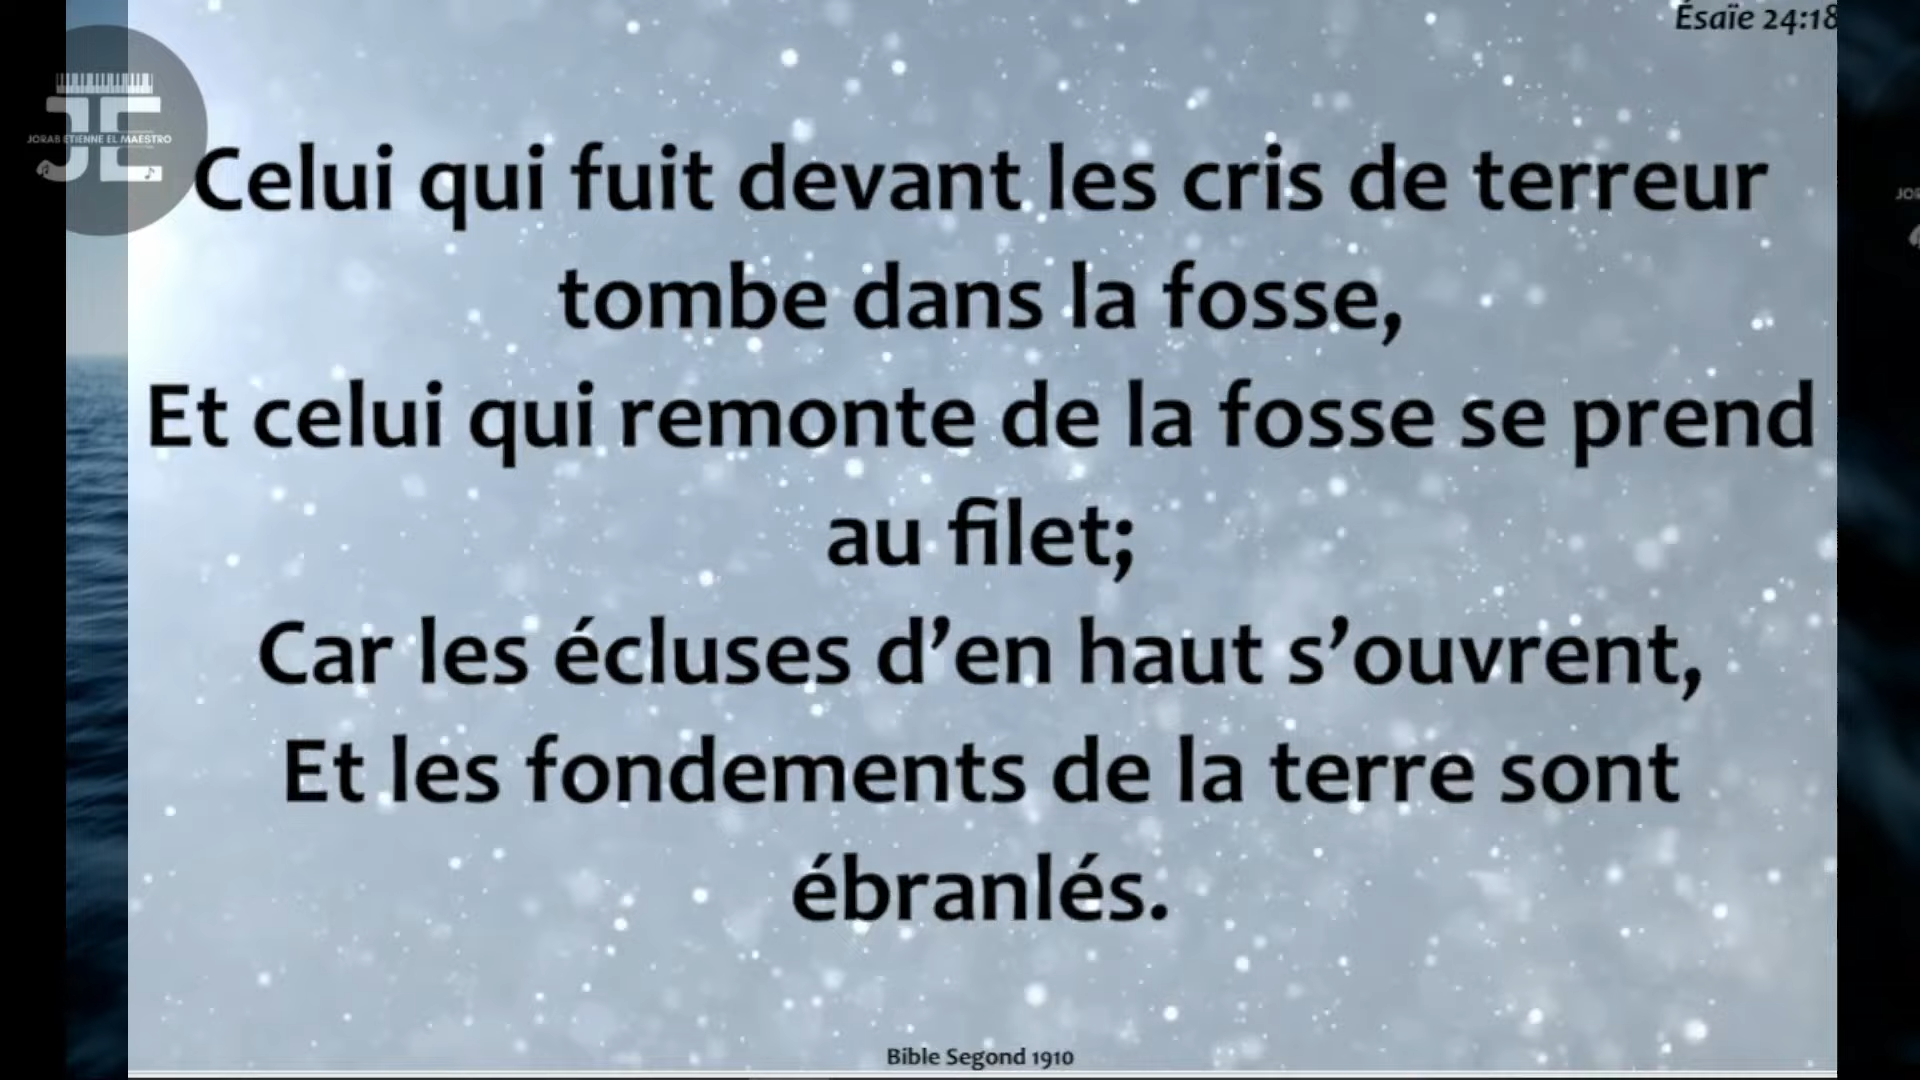 Ésaïe 24:18
JE
JORAB ETIENNE EL MAESTRO
Celui qui fuit devant les cris de terreur
tombe dans la fosse,
Et celui qui remonte de la fosse se prend
au filet;
Car les écluses d’en haut s’ouvrent,
Et les fondements de la terre sont
ébranlés.
Bible Segond 1910